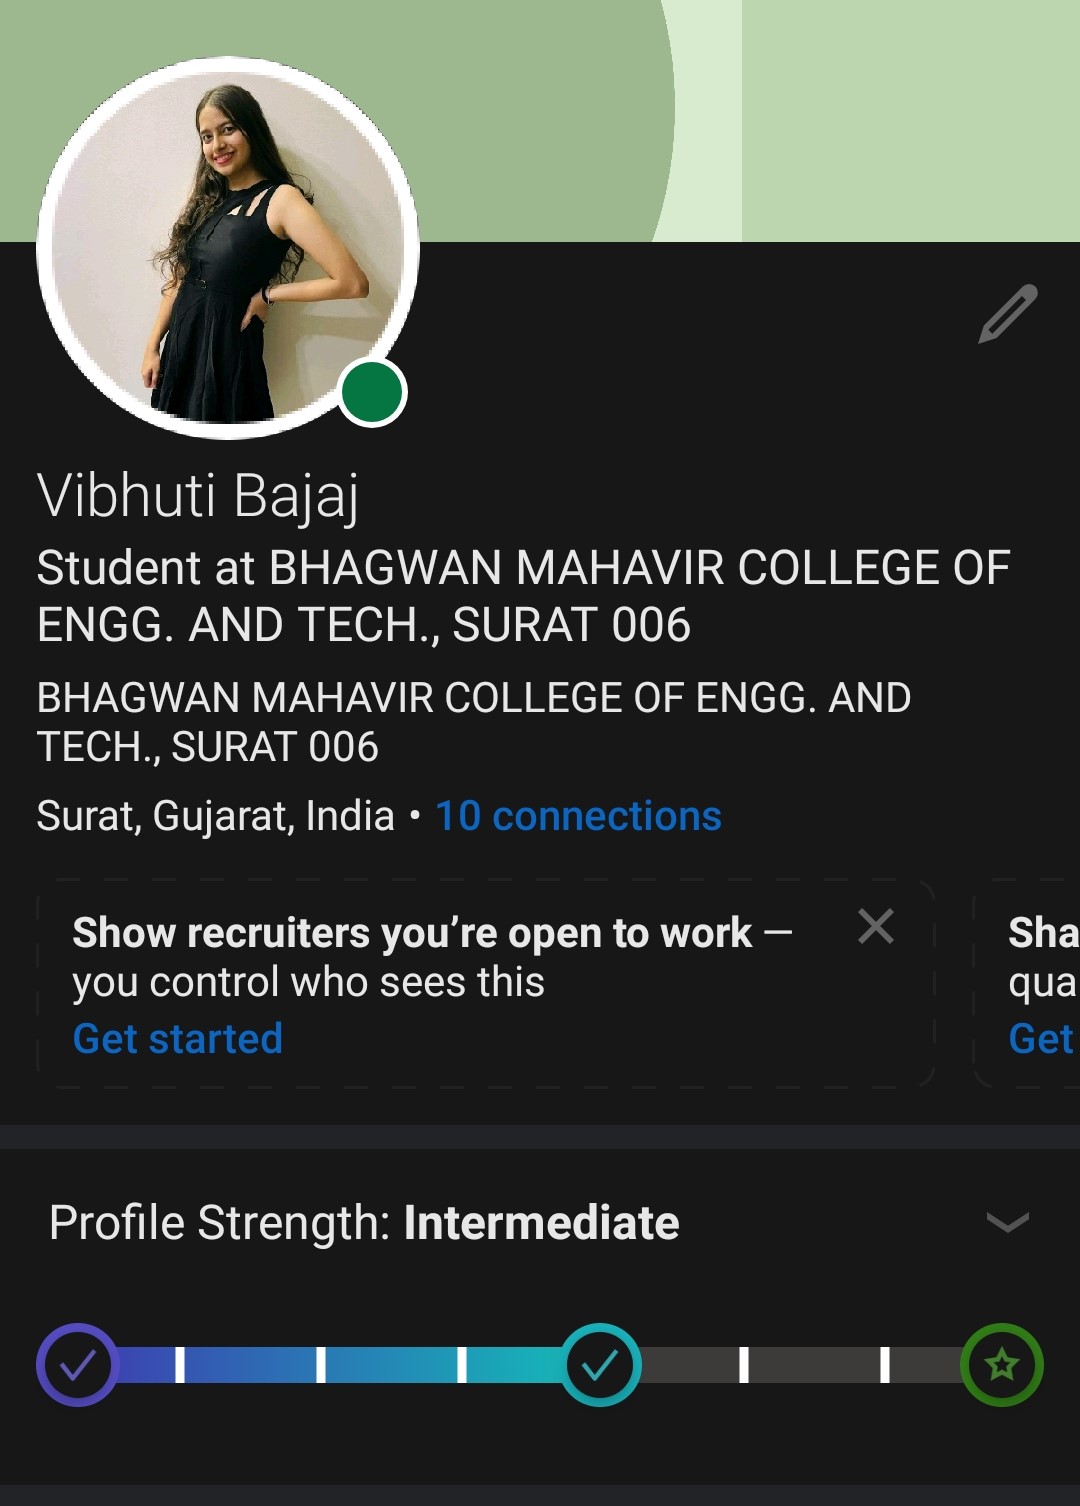 Vibhuti Bajaj
Student at BHAGWAN MAHAVIR COLLEGE OF
ENGG. AND TECH., SURAT 006
BHAGWAN MAHAVIR COLLEGE OF ENGG. AND
TECH., SURAT 006
Surat, Gujarat, India • 10 connections
Show recruiters you’re open to work –
you control who sees this
Get started
Sha
qua
Get
Profile Strength: Intermediate